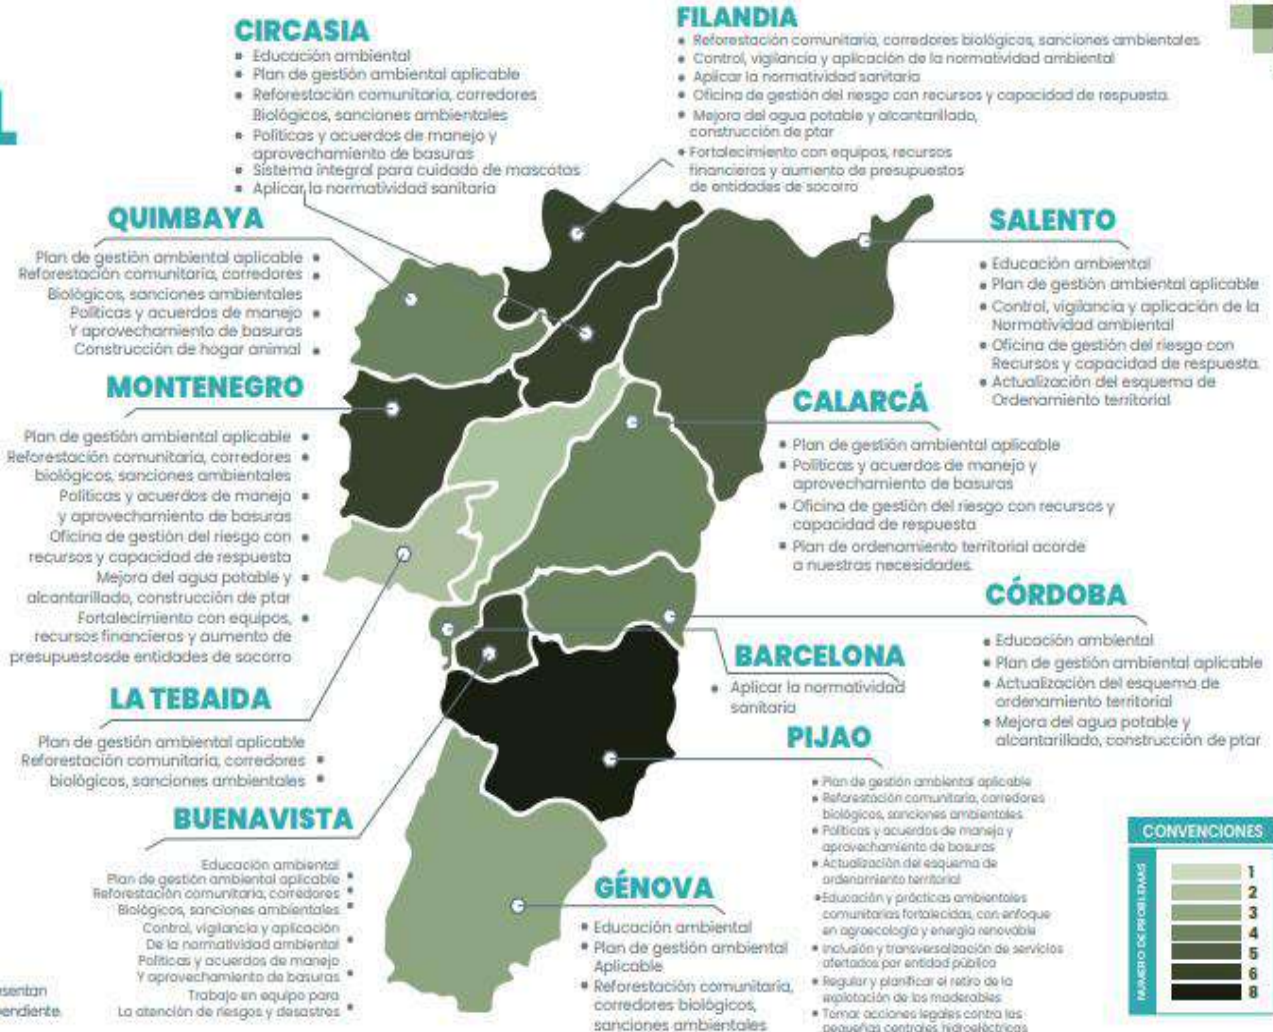 CIRCASIA
Educación ambiental
Plan de gestión ambiental aplicable
Reforestación comunitaria, corredores
Biológicos, sanciones ambientales
Políticas y acuerdos de manejo y
aprovechamiento de basuras
Sistema integral para cuidado de mascotas
Aplicar la normatividad sanitaria
FILANDIA
Reforestación comunitaria, corredores biológicos, sanciones ambientales
Control, vigilancia y aplicación de la normatividad ambiental
Aplicar la normatividad sanitaria
Oficina de gestión del riesgo con recursos y capacidad de respuesta.
Mejora del agua potable y alcantarillado,
construcción de ptar
Fortalecimiento con equipos, recursos
financieros y aumento de presupuestos
de entidades de socorro
QUIMBAYA
Plan de gestión ambiental aplicable
Reforestación comunitaria, corredores
Biológicos, sanciones ambientales
Políticas y acuerdos de manejo
Y aprovechamiento de basuras
Construcción de hogar animal
SALENTO
Educación ambiental
Plan de gestión ambiental aplicable
Control, vigilancia y aplicación de la
Normatividad ambiental
Oficina de gestión del riesgo con
Recursos y capacidad de respuesta.
Actualización del esquema de
Ordenamiento territorial
MONTENEGRO
Plan de gestión ambiental aplicable
Reforestación comunitaria, corredores
biológicos, sanciones ambientales
Políticas y acuerdos de manejo
y aprovechamiento de basuras
Oficina de gestión del riesgo con
recursos y capacidad de respuesta
Mejora del agua potable y
alcantarillado, construcción de ptar
Fortalecimiento con equipos,
recursos financieros y aumento de
presupuestosde entidades de socorro
CALARCÁ
Plan de gestión ambiental aplicable
Políticas y acuerdos de manejo y
aprovechamiento de basuras
Oficina de gestión del riesgo con recursos y
capacidad de respuesta
Plan de ordenamiento territorial acorde
a nuestras necesidades.
CÓRDOBA
Educación ambiental
Plan de gestión ambiental aplicable
Actualización del esquema de
ordenamiento territorial
Mejora del agua potable y
alcantarillado, construcción de ptar
BARCELONA
Aplicar la normatividad
sanitaria
LA TEBAIDA
Plan de gestión ambiental aplicable
Reforestación comunitaria, corredores
biológicos, sanciones ambientales
PIJAO
Plan de gestión ambiental aplicable
Reforestación comunitaria, corredores
biológicos, sanciones ambientales.
Políticas y acuerdos de manejo y
aprovechamiento de basuras
Actualización del esquema de
ordenamiento territorial
Educación y prácticas ambientales
comunitarias fortalecidas, con enfoque
en agroecología y energía renovable
Inclusión y transversalización de servicios
ofertados por entidad pública
Regular y planificar el retiro de la
explotación de los maderables
Tomar acciones legales contra las
pequeñas centrales hidroeléctricas
BUENAVISTA
Educación ambiental
Plan de gestión ambiental aplicable
Reforestación comunitaria, corredores
Biológicos, sanciones ambientales
Control, vigilancia y aplicación
De la normatividad ambiental
Políticas y acuerdos de manejo
Y aprovechamiento de basuras
Trabajo en equipo para
La atención de riesgos y desastres
GÉNOVA
Educación ambiental
Plan de gestión ambiental
Aplicable
Reforestación comunitaria,
corredores biológicos,
sanciones ambientales
CONVENCIONES
NUMERO DE PROBLEMAS
1
2
3
4
5
6
8